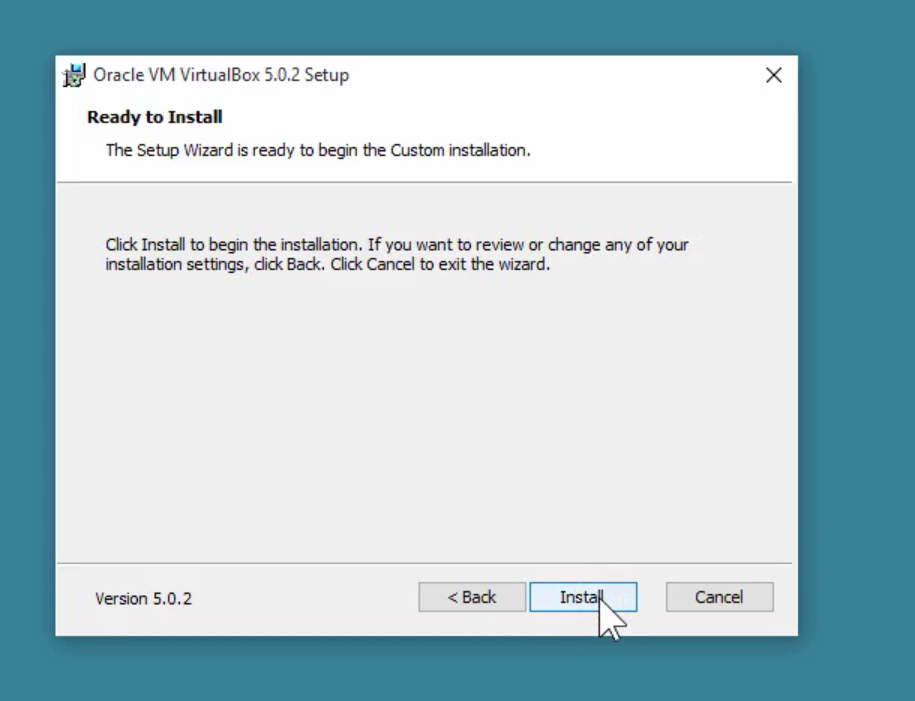 Oracle VM VirtualBox 5.0.2 Setup
Ready to Install
The Setup Wizard is ready to begin the Custom installation.
Click Install to begin the installation. If you want to review or change any of your
installation settings, click Back. Click Cancel to exit the wizard.
Version 5.0.2
< Back
Install
Cancel